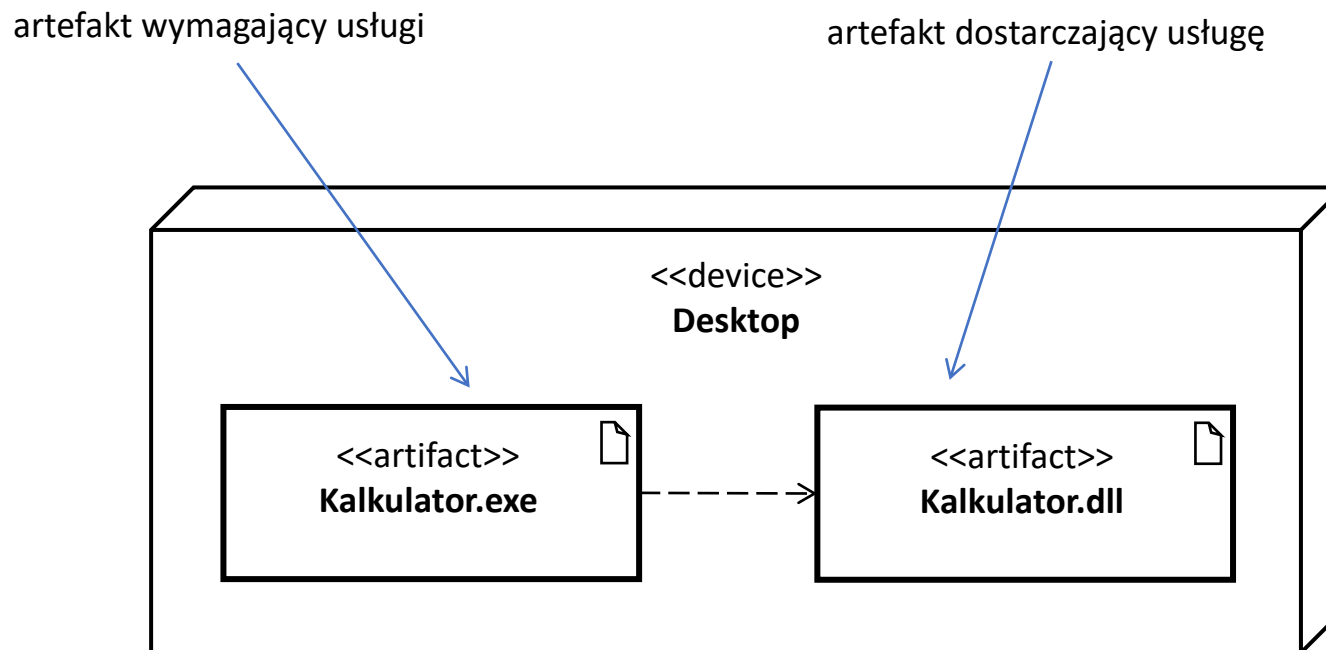 artefakt wymagający usługi
artefakt dostarczający usługę
<<device>>
Desktop
<<artifact>>
Kalkulator.exe
<<artifact>>
Kalkulator.dll